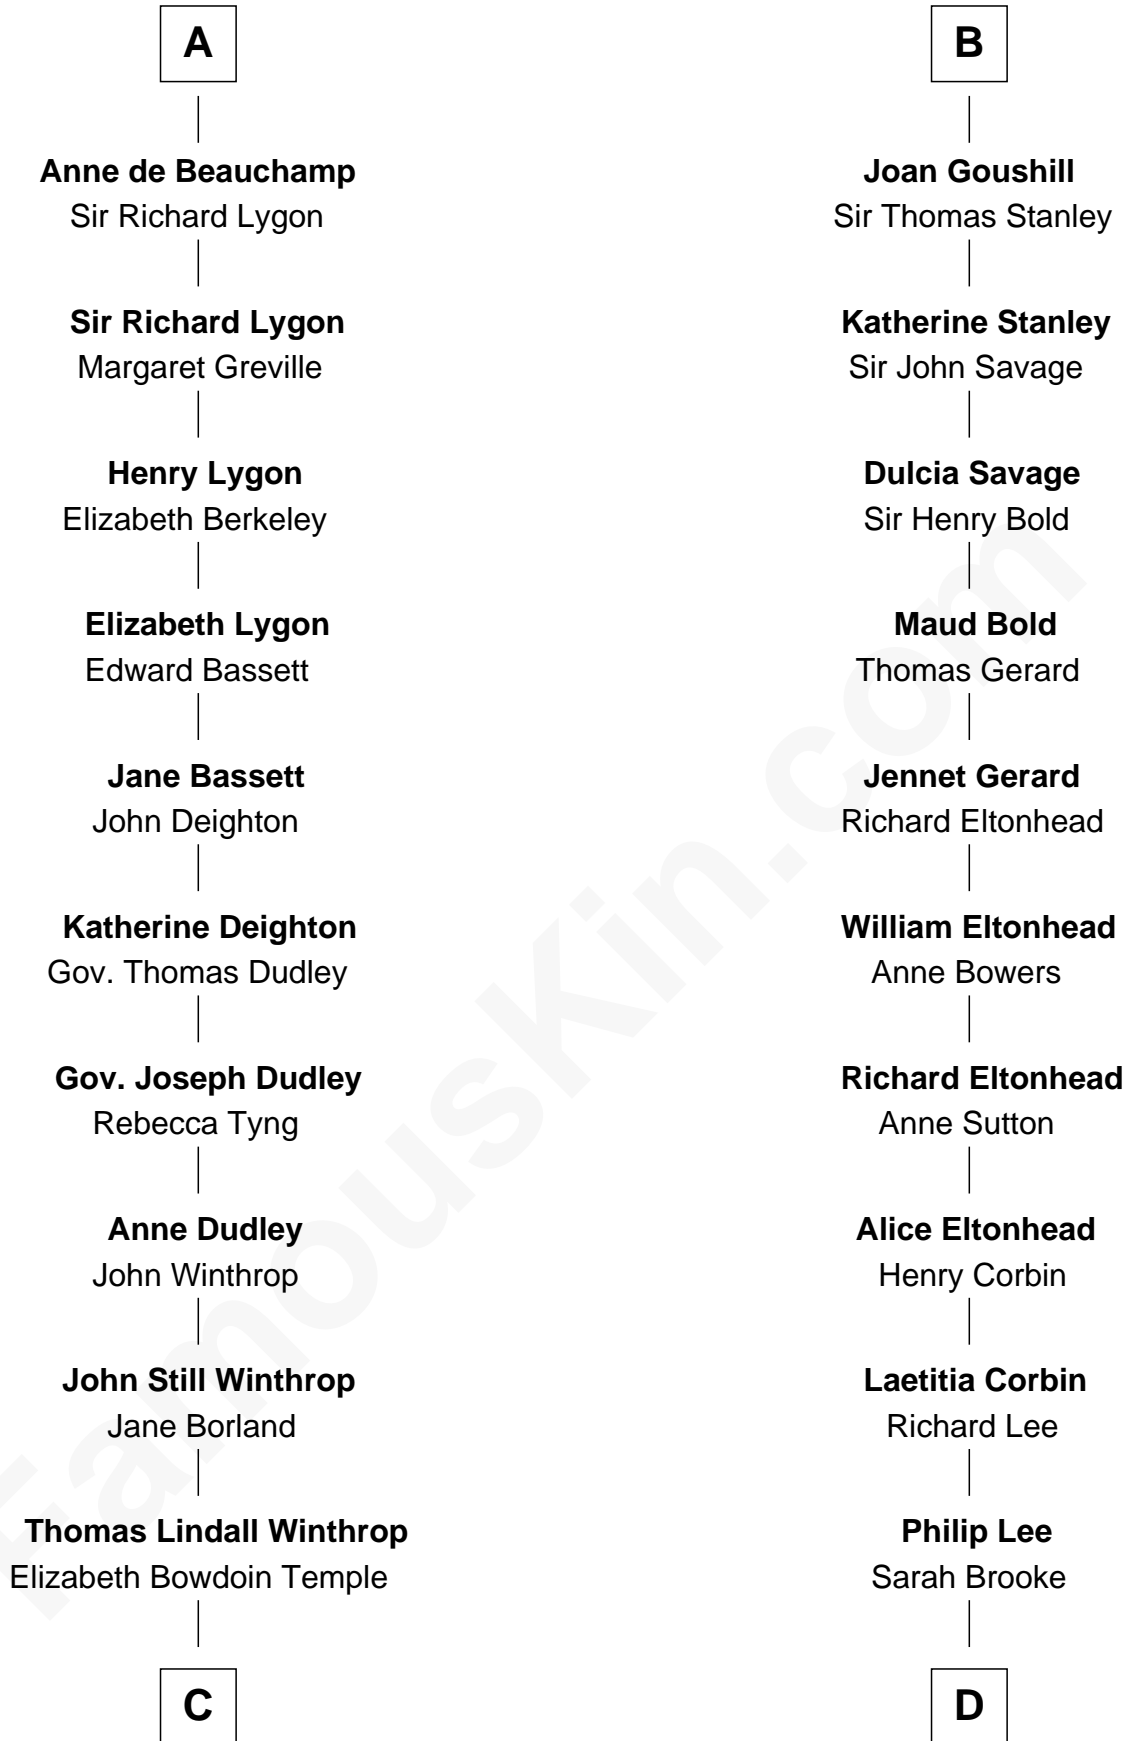 A
Anne de Beauchamp
Sir Richard Lygon
Sir Richard Lygon
Margaret Greville
Henry Lygon
Elizabeth Berkeley
Elizabeth Lygon
Edward Bassett
Jane Bassett
John Deighton
Katherine Deighton
Gov. Thomas Dudley
Gov. Joseph Dudley
Rebecca Tyng
Anne Dudley
John Winthrop
John Still Winthrop
Jane Borland
Thomas Lindall Winthrop
Elizabeth Bowdoin Temple
C
B
Joan Goushill
Sir Thomas Stanley
Katherine Stanley
Sir John Savage
Dulcia Savage
Sir Henry Bold
Maud Bold
Thomas Gerard
Jennet Gerard
Richard Eltonhead
William Eltonhead
Anne Bowers
Richard Eltonhead
Anne Sutton
Alice Eltonhead
Henry Corbin
Laetitia Corbin
Richard Lee
Philip Lee
Sarah Brooke
D
FamousKin.com